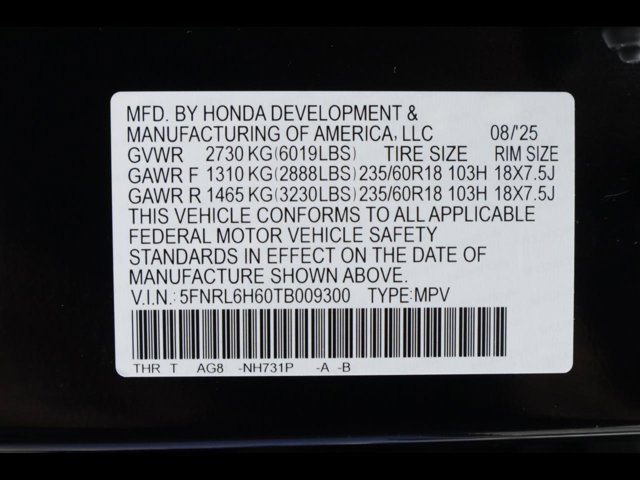 MFD. BY HONDA DEVELOPMENT &
MANUFACTURING OF AMERICA, LLC 08/'25
GVWR 2730 KG(6019LBS) TIRE SIZE RIM SIZE
GAWR F 1310 KG(2888LBS)235/60R18 103H 18X7.5J
GAWR R 1465 KG(3230LBS)235/60R18 103H 18X7.5J
THIS VEHICLE CONFORMS TO ALL APPLICABLE
FEDERAL MOTOR VEHICLE SAFETY
STANDARDS IN EFFECT ON THE DATE OF
MANUFACTURE SHOWN ABOVE.
V.I.N.: 5FNRL6H60TB009300 TYPE:MPV
THR T AG8 -NH731P -A -B